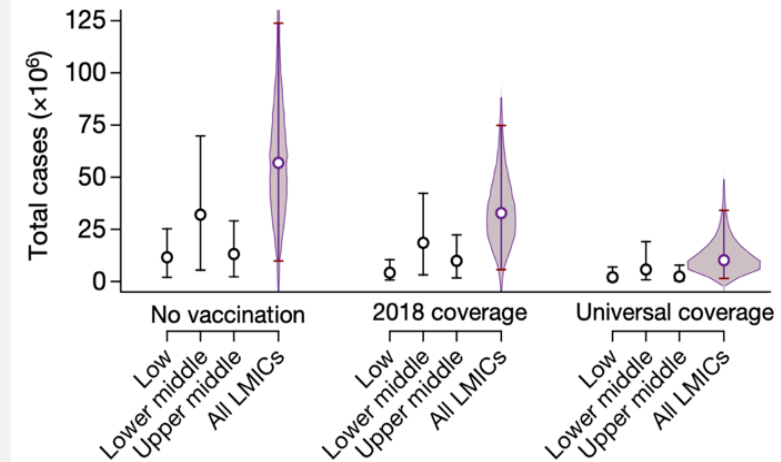 Total cases (×10⁶)
125
100
75
50
25
0
No vaccination
2018 coverage
Universal coverage
Low
Lower middle
Upper middle
All LMICs
Low
Lower middle
Upper middle
All LMICs
Low
Lower middle
Upper middle
All LMICs